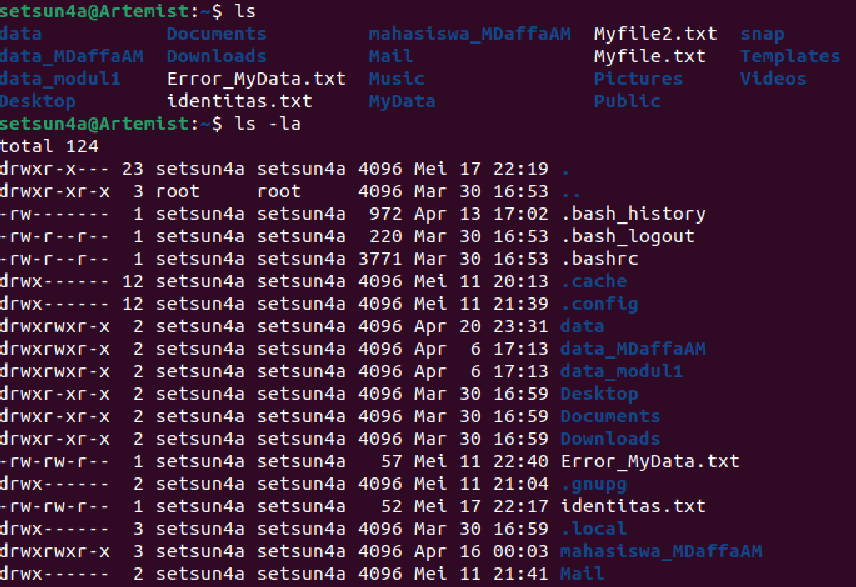 setsun4a@Artemist:~$ ls
data Documents mahasiswa_MDaffaAM Myfile2.txt snap
data_MDaffaAM Downloads Mail Myfile.txt Templates
data_modul1 Error_MyData.txt Music Pictures Videos
Desktop identitas.txt MyData Public
setsun4a@Artemist:~$ ls -la
total 124
drwxr-x--- 23 setsun4a setsun4a 4096 Mei 17 22:19 .
drwxr-xr-x 3 root root 4096 Mar 30 16:53 ..
-rw------- 1 setsun4a setsun4a 972 Apr 13 17:02 .bash_history
-rw-r--r-- 1 setsun4a setsun4a 220 Mar 30 16:53 .bash_logout
-rw-r--r-- 1 setsun4a setsun4a 3771 Mar 30 16:53 .bashrc
drwx------ 12 setsun4a setsun4a 4096 Mei 11 20:13 .cache
drwx------ 12 setsun4a setsun4a 4096 Mei 11 21:39 .config
drwxrwxr-x 2 setsun4a setsun4a 4096 Apr 20 23:31 data
drwxrwxr-x 2 setsun4a setsun4a 4096 Apr 6 17:13 data_MDaffaAM
drwxrwxr-x 2 setsun4a setsun4a 4096 Apr 6 17:13 data_modul1
drwxr-xr-x 2 setsun4a setsun4a 4096 Mar 30 16:59 Desktop
drwxr-xr-x 2 setsun4a setsun4a 4096 Mar 30 16:59 Documents
drwxr-xr-x 2 setsun4a setsun4a 4096 Mar 30 16:59 Downloads
-rw-rw-r-- 1 setsun4a setsun4a 57 Mei 11 22:40 Error_MyData.txt
drwx------ 2 setsun4a setsun4a 4096 Mei 11 21:04 .gnupg
-rw-rw-r-- 1 setsun4a setsun4a 52 Mei 17 22:17 identitas.txt
drwx------ 3 setsun4a setsun4a 4096 Mar 30 16:59 .local
drwxrwxr-x 3 setsun4a setsun4a 4096 Apr 16 00:03 mahasiswa_MDaffaAM
drwx------ 2 setsun4a setsun4a 4096 Mei 11 21:41 Mail